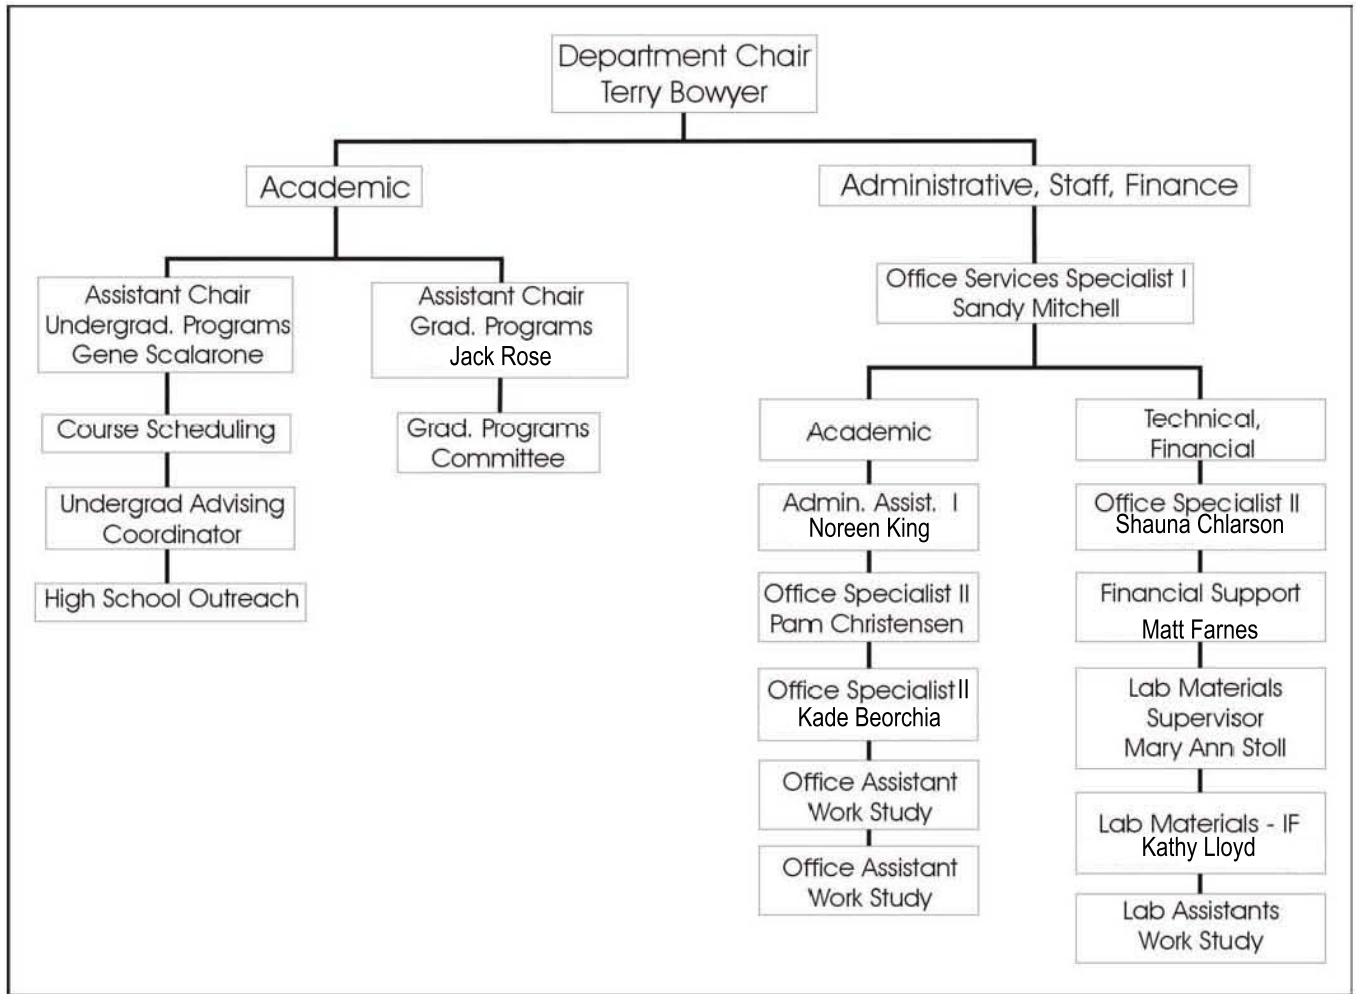 Department Chair
Terry Bowyer
Academic
Administrative, Staff, Finance
Assistant Chair
Undergrad. Programs
Gene Scalarone
Course Scheduling
Undergrad Advising
Coordinator
High School Outreach
Assistant Chair
Grad. Programs
Jack Rose
Grad. Programs
Committee
Office Services Specialist I
Sandy Mitchell
Academic
Admin. Assist. I
Noreen King
Office Specialist II
Pam Christensen
Office Specialist II
Kade Beorchia
Office Assistant
Work Study
Office Assistant
Work Study
Technical,
Financial
Office Specialist II
Shauna Chlarson
Financial Support
Matt Farnes
Lab Materials
Supervisor
Mary Ann Stoll
Lab Materials - IF
Kathy Lloyd
Lab Assistants
Work Study